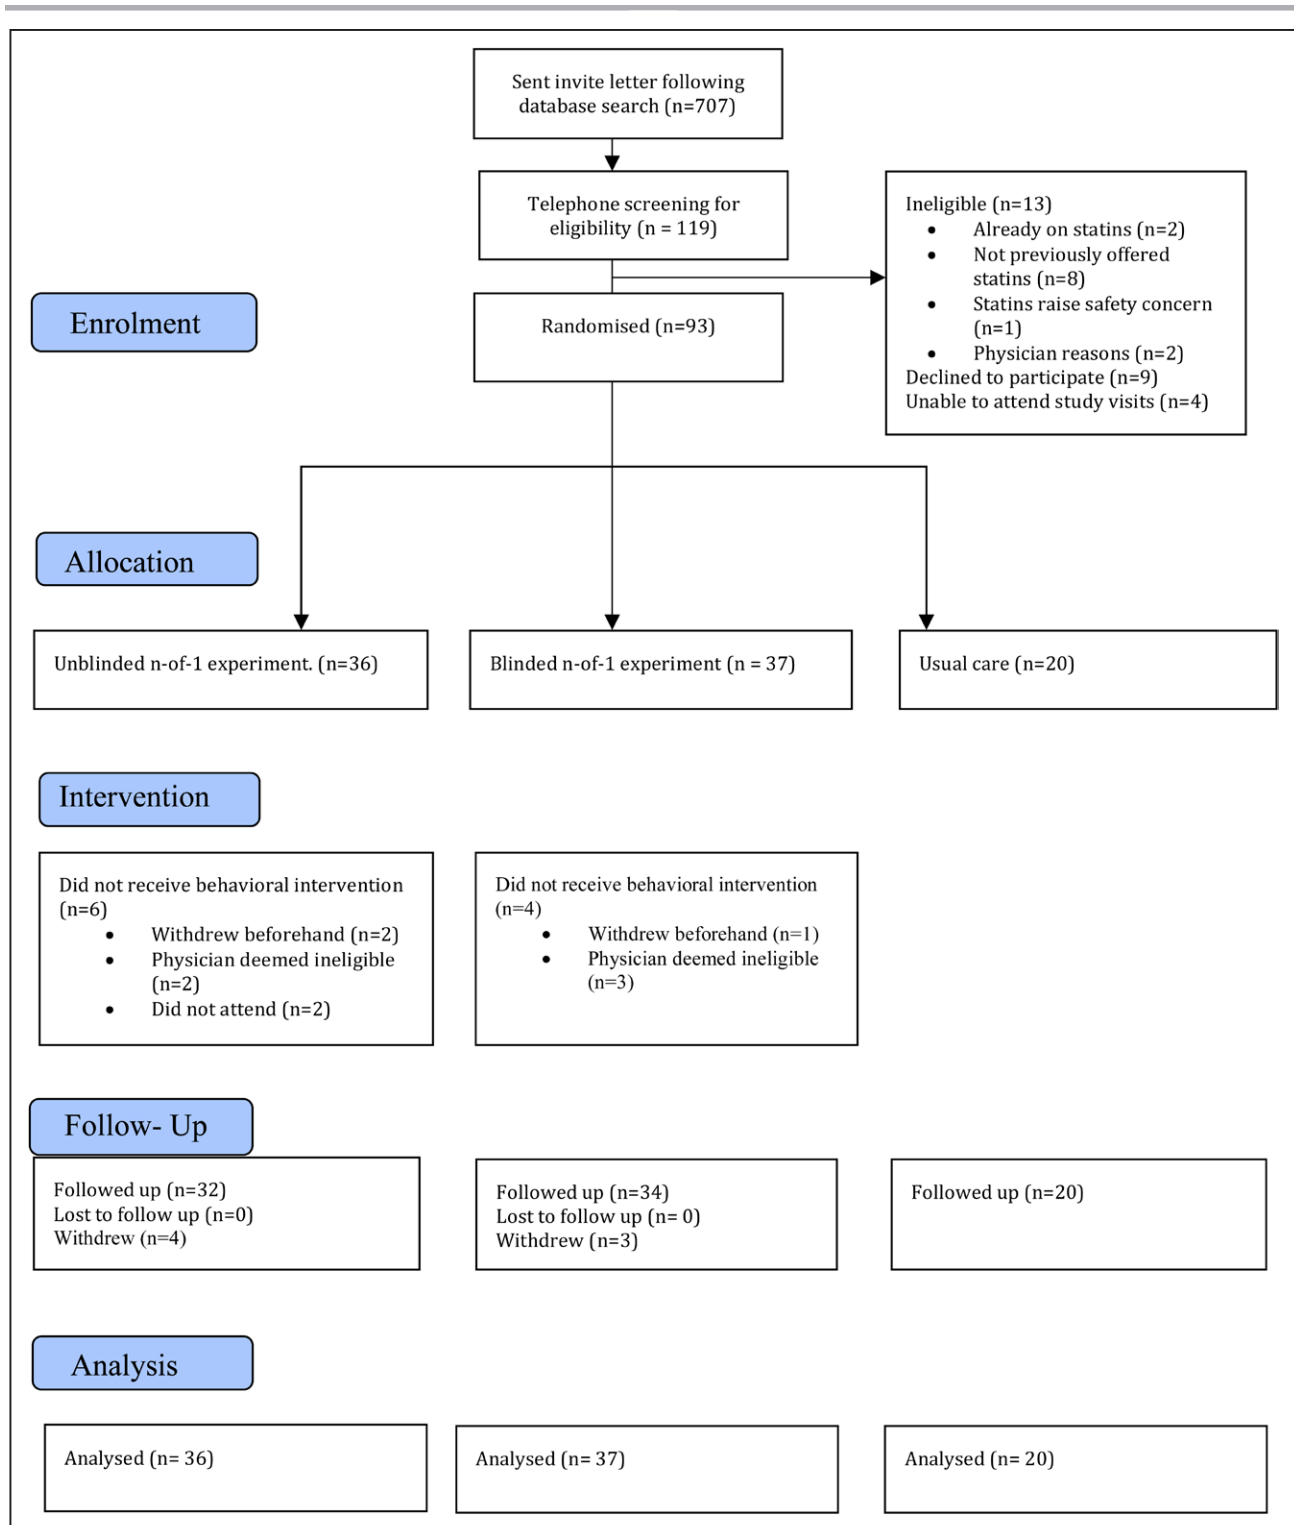 Sent invite letter following
database search (n=707)
Telephone screening for
eligibility (n = 119)
Ineligible (n=13)
• Already on statins (n=2)
• Not previously offered
statins (n=8)
• Statins raise safety concern
(n=1)
• Physician reasons (n=2)
Declined to participate (n=9)
Unable to attend study visits (n=4)
Enrolment
Randomised (n=93)
Allocation
Unblinded n-of-1 experiment. (n=36)
Blinded n-of-1 experiment (n = 37)
Usual care (n=20)
Intervention
Did not receive behavioral intervention
(n=6)
• Withdrew beforehand (n=2)
• Physician deemed ineligible
(n=2)
• Did not attend (n=2)
Did not receive behavioral intervention
(n=4)
• Withdrew beforehand (n=1)
• Physician deemed ineligible
(n=3)
Follow- Up
Followed up (n=32)
Lost to follow up (n=0)
Withdrew (n=4)
Followed up (n=34)
Lost to follow up (n= 0)
Withdrew (n=3)
Followed up (n=20)
Analysis
Analysed (n= 36)
Analysed (n= 37)
Analysed (n= 20)